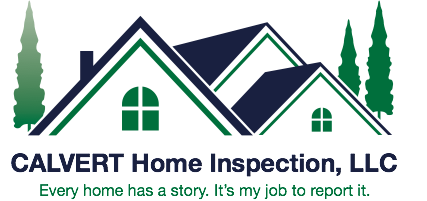 CALVERT Home Inspection, LLC
Every home has a story. It's my job to report it.